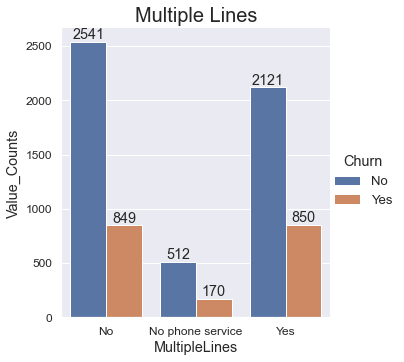 Multiple Lines
2541
849
512
170
2121
850
2500
2000
1500
1000
500
0
Value_Counts
No
No phone service
Yes
MultipleLines
Churn
No
Yes